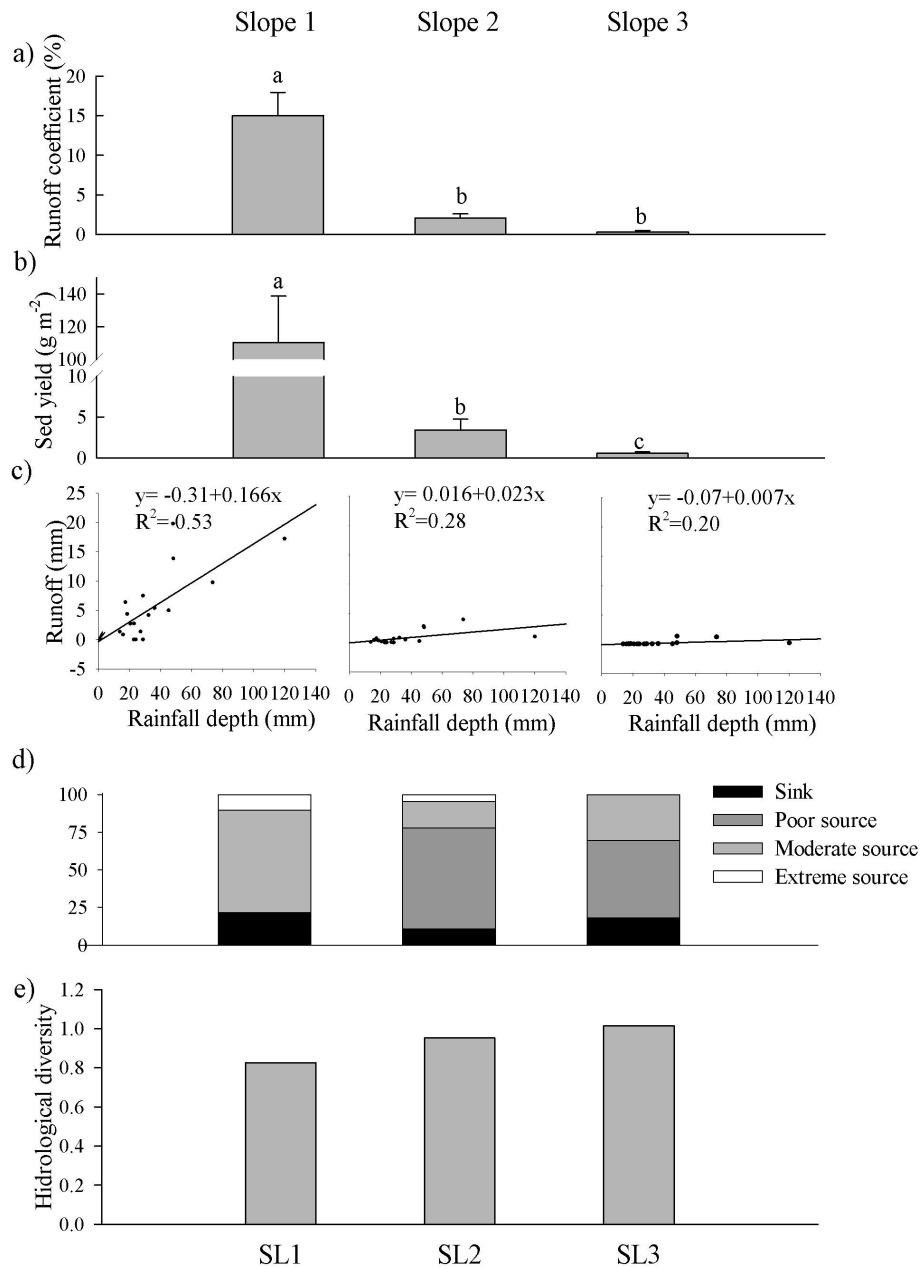 Slope 1 Slope 2 Slope 3
a)
Runoff coefficient (%)
20
15
10
5
0
a
b
b
b)
Sed yield (g m-2)
140
120
100
10
5
0
a
b
c
c)
Runoff (mm)
25
20
15
10
5
0
-5
y= -0.31+0.166x
R2=0.53
y= 0.016+0.023x
R2=0.28
y= -0.07+0.007x
R2=0.20
0 20 40 60 80 100 120 140
0 20 40 60 80 100 120 140
0 20 40 60 80 100 120 140
Rainfall depth (mm) Rainfall depth (mm) Rainfall depth (mm)
d)
100
75
50
25
0
Sink
Poor source
Moderate source
Extreme source
e)
Hidrological diversity
1.2
1.0
0.8
0.6
0.4
0.2
0.0
SL1 SL2 SL3